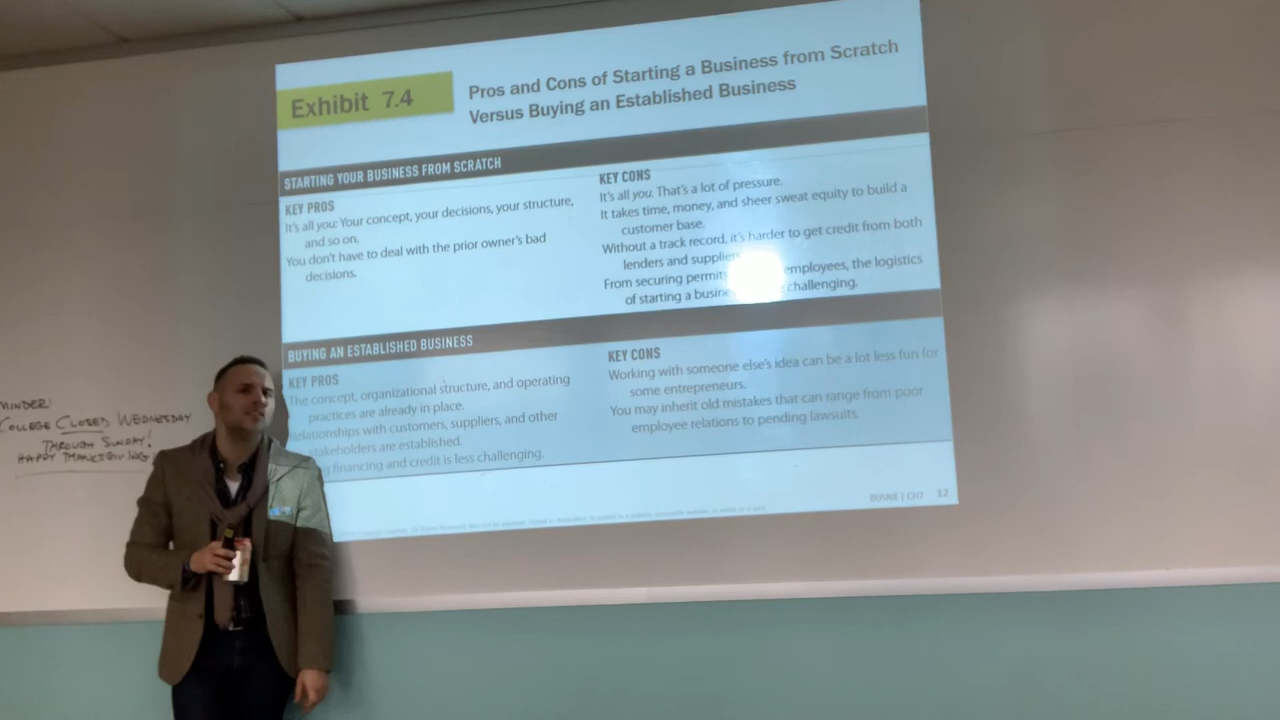 Exhibit 7.4
Pros and Cons of Starting a Business from Scratch
Versus Buying an Established Business
STARTING YOUR BUSINESS FROM SCRATCH
KEY PROS
It's all you: Your concept, your decisions, your structure,
and so on.
You don't have to deal with the prior owner's bad
decisions.
KEY CONS
It's all you. That's a lot of pressure.
It takes time, money, and sheer sweat equity to build a
customer base.
Without a track record, it's harder to get credit from both
lenders and supplier
From securing permits employees, the logistics
of starting a busine challenging.
BUYING AN ESTABLISHED BUSINESS
KEY PROS
The concept, organizational structure, and operating
practices are already in place.
Relationships with customers, suppliers, and other
stakeholders are established.
financing and credit is less challenging.
KEY CONS
Working with someone else's idea can be a lot less fun for
some entrepreneurs.
You may inherit old mistakes that can range from poor
employee relations to pending lawsuits.
BUSN8 | CH7 12
MINDER!
COLLEGE CLOSED WEDNESDAY
THROUGH SUNDAY!
HAPPY THANKSGIVING